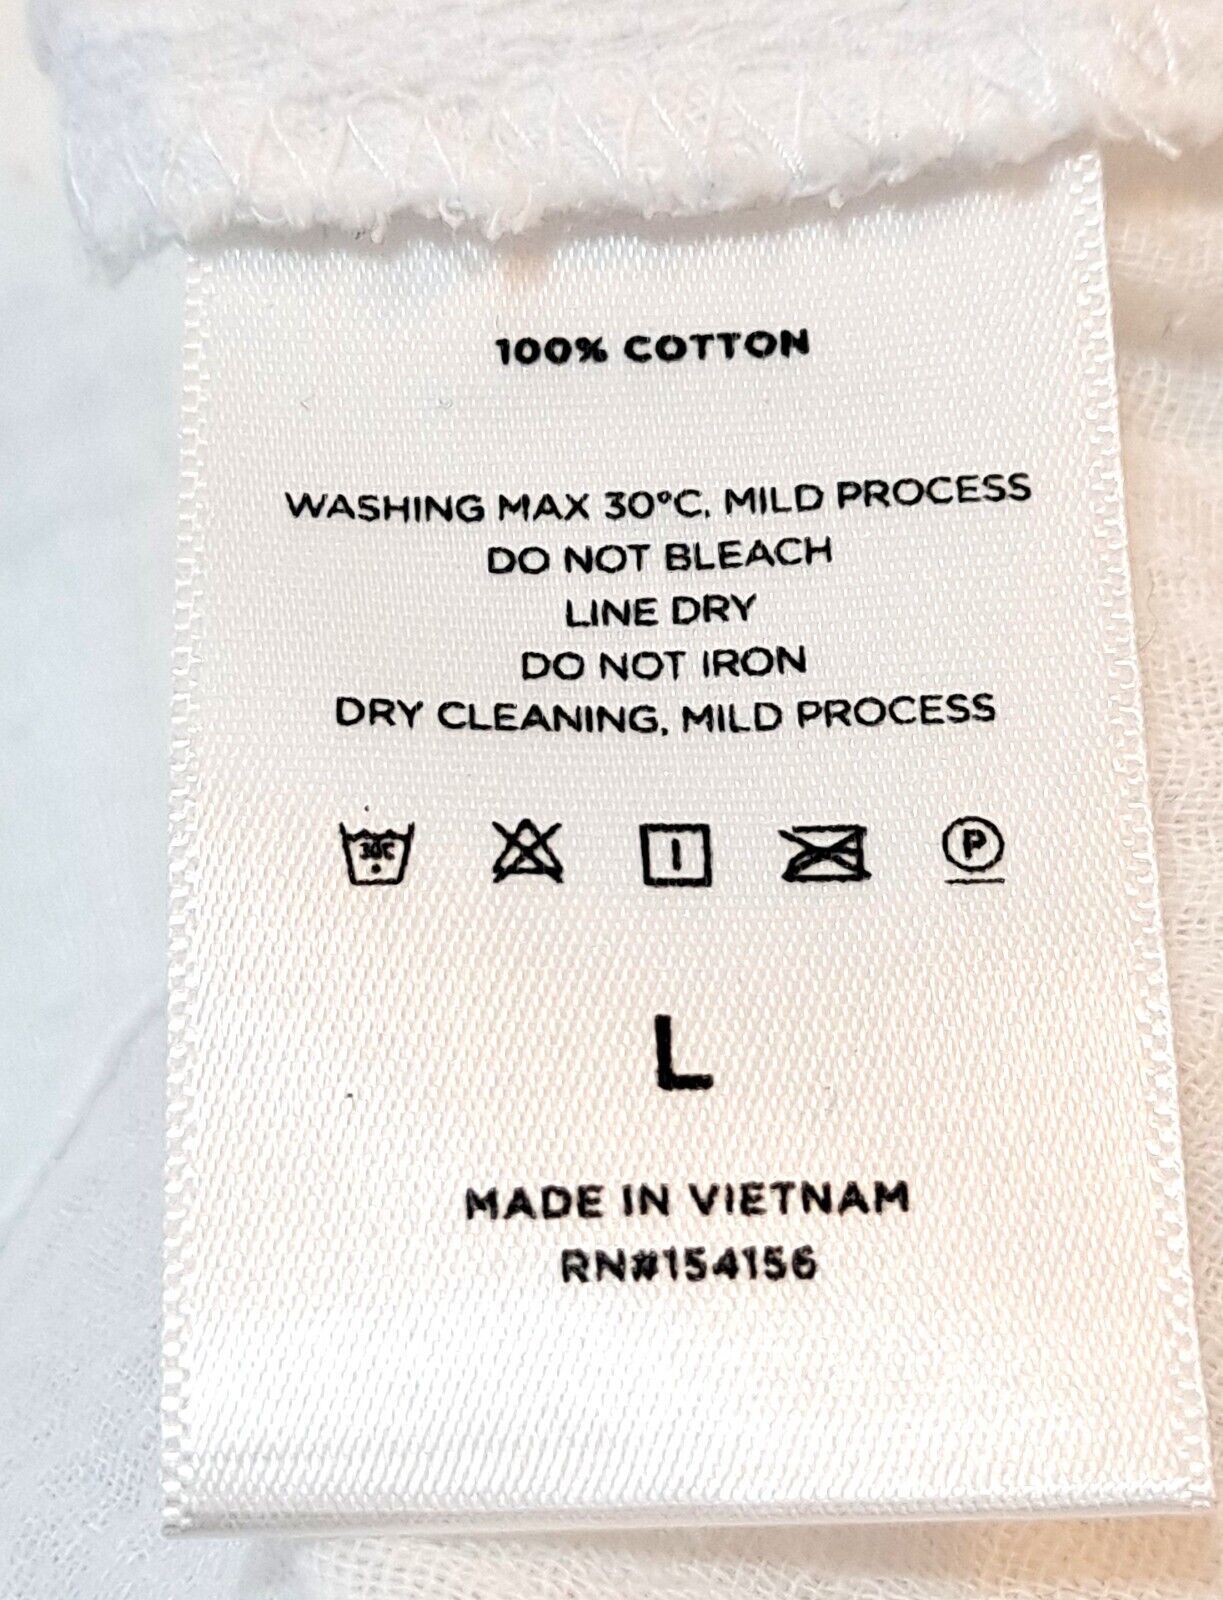 100% COTTON
WASHING MAX 30°C, MILD PROCESS
DO NOT BLEACH
LINE DRY
DO NOT IRON
DRY CLEANING, MILD PROCESS
30C P
L
MADE IN VIETNAM
RN#154156